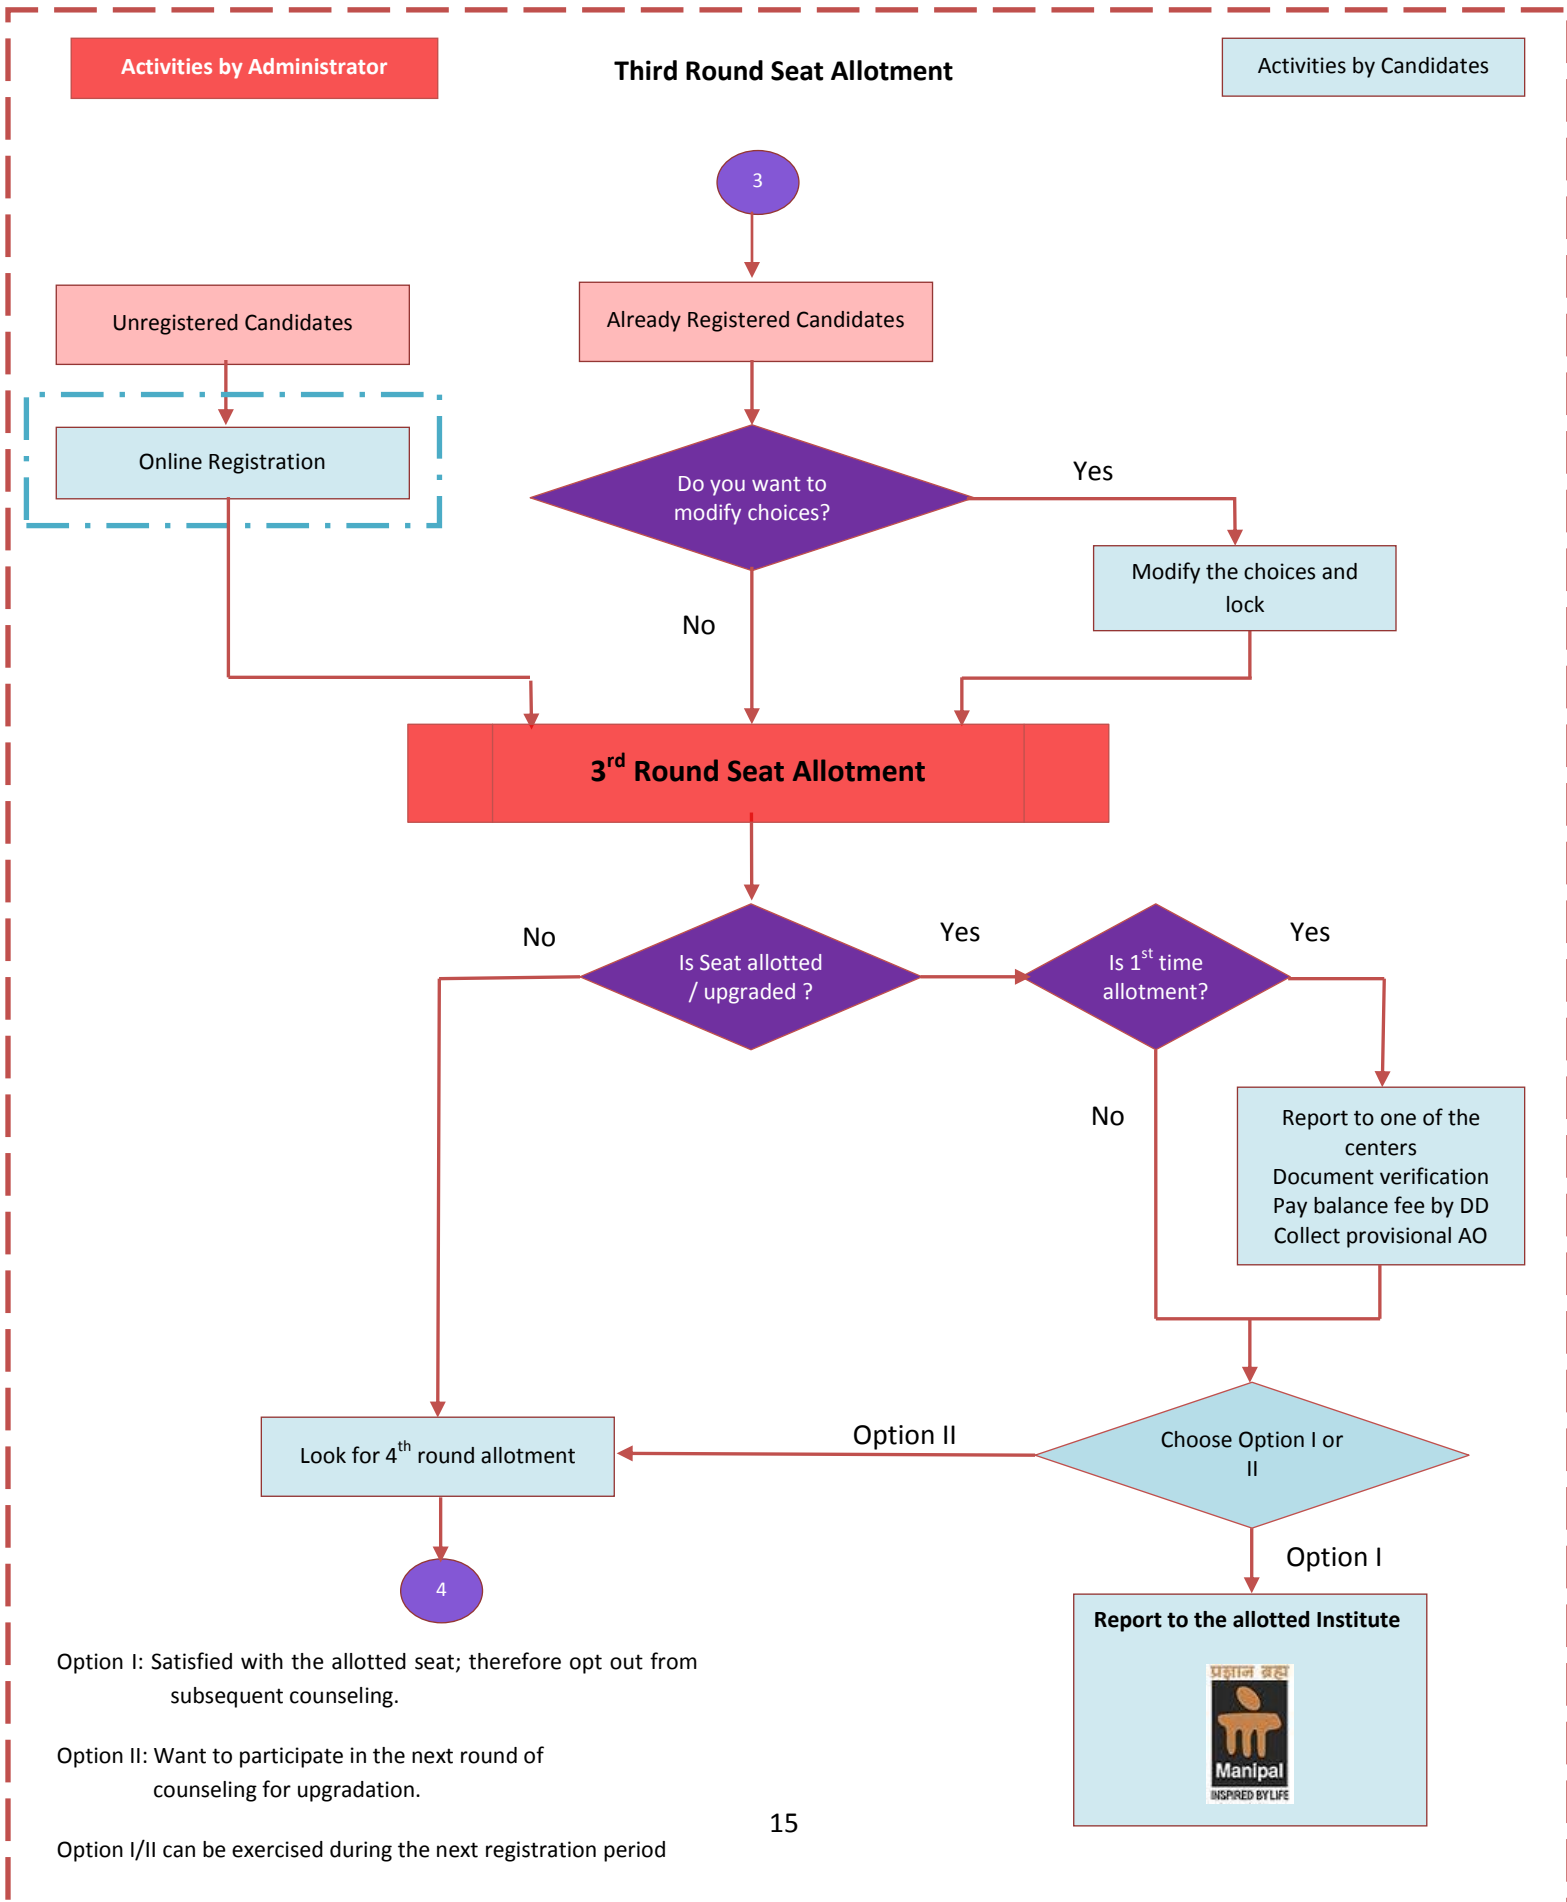 Activities by Administrator
Third Round Seat Allotment
Activities by Candidates
3
Unregistered Candidates
Already Registered Candidates
Online Registration
Do you want to
modify choices?
Yes
Modify the choices and
lock
No
3rd Round Seat Allotment
No
Is Seat allotted
/ upgraded ?
Yes
Is 1st time
allotment?
Yes
No
Report to one of the
centers
Document verification
Pay balance fee by DD
Collect provisional AO
Look for 4th round allotment
Option II
Choose Option I or
II
Option I
4
Report to the allotted Institute
प्रज्ञानं ब्रह्म
Manipal
INSPIRED BY LIFE
Option I: Satisfied with the allotted seat; therefore opt out from
subsequent counseling.
Option II: Want to participate in the next round of
counseling for upgradation.
Option I/II can be exercised during the next registration period
15